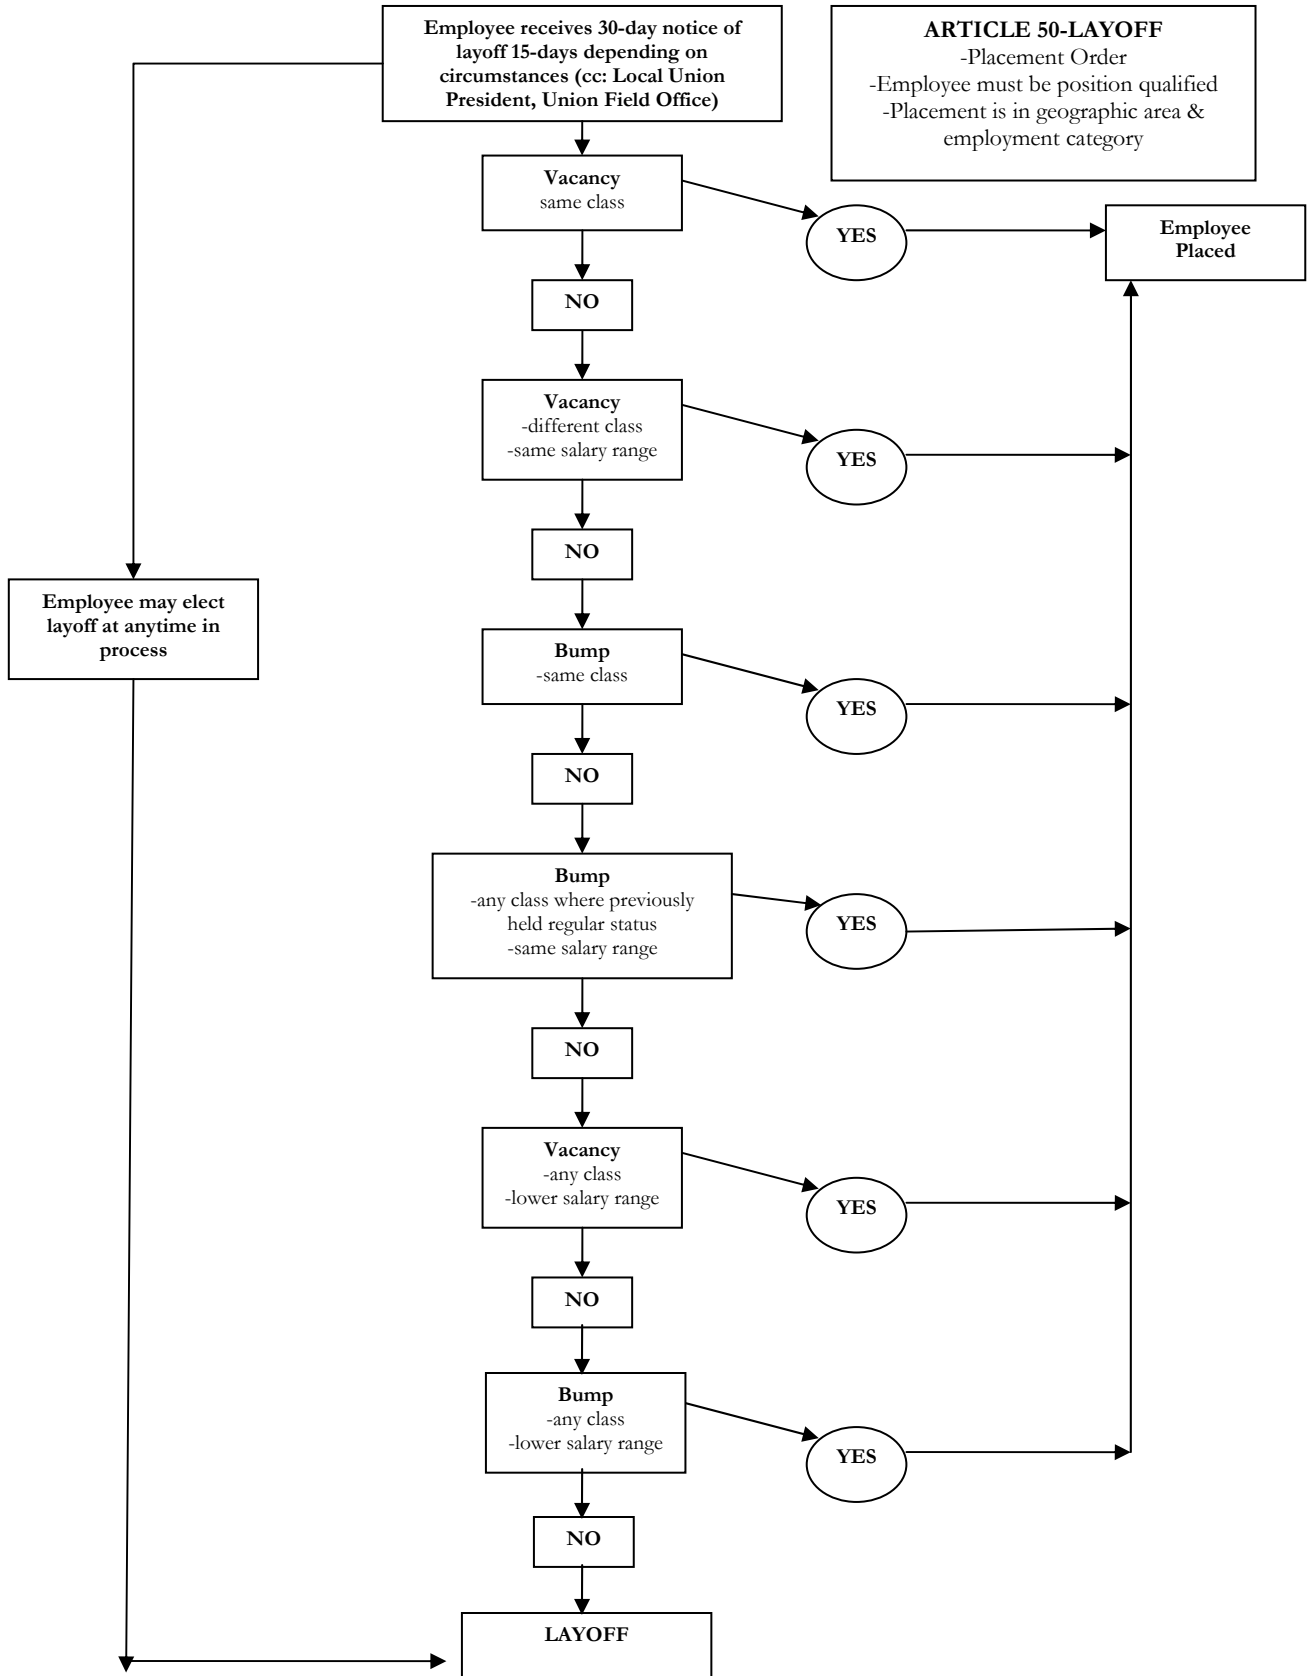 Employee receives 30-day notice of
layoff 15-days depending on
circumstances (cc: Local Union
President, Union Field Office)
ARTICLE 50-LAYOFF
-Placement Order
-Employee must be position qualified
-Placement is in geographic area &
employment category
Vacancy
same class
YES
Employee
Placed
NO
Vacancy
-different class
-same salary range
YES
NO
Employee may elect
layoff at anytime in
process
Bump
-same class
YES
NO
Bump
-any class where previously
held regular status
-same salary range
YES
NO
Vacancy
-any class
-lower salary range
YES
NO
Bump
-any class
-lower salary range
YES
NO
LAYOFF